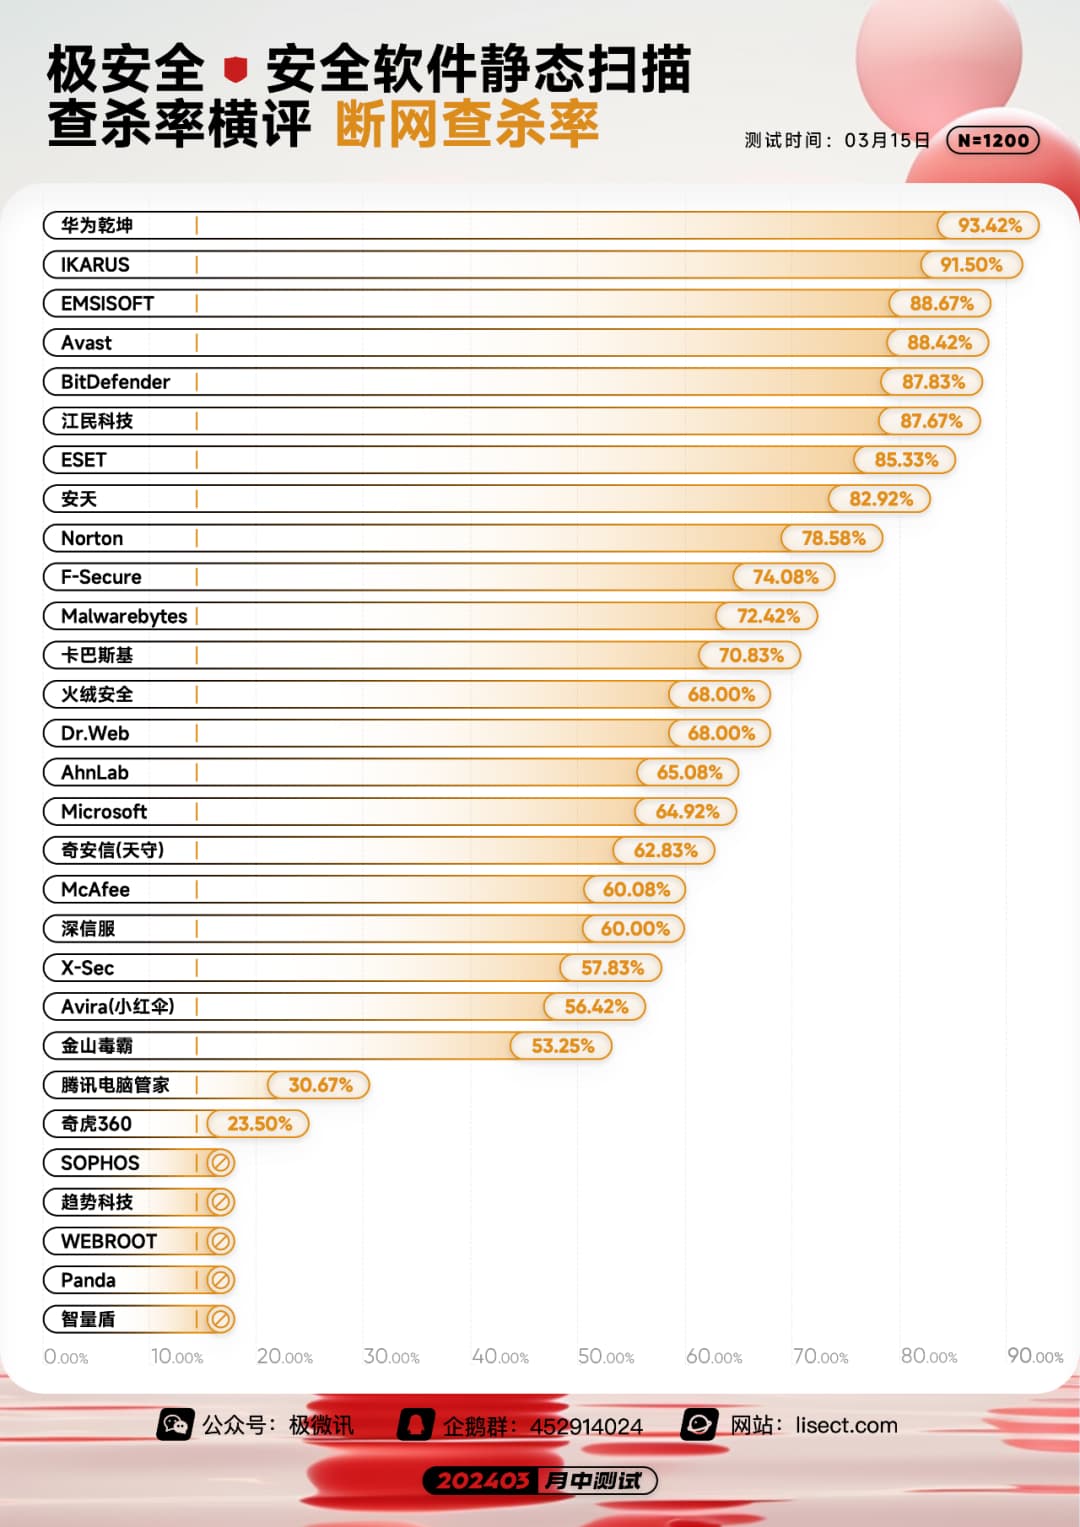 极安全 安全软件静态扫描
查杀率横评 断网查杀率
测试时间：03月15日 N=1200
华为乾坤 93.42%
IKARUS 91.50%
EMSISOFT 88.67%
Avast 88.42%
BitDefender 87.83%
江民科技 87.67%
ESET 85.33%
安天 82.92%
Norton 78.58%
F-Secure 74.08%
Malwarebytes 72.42%
卡巴斯基 70.83%
火绒安全 68.00%
Dr.Web 68.00%
AhnLab 65.08%
Microsoft 64.92%
奇安信(天守) 62.83%
McAfee 60.08%
深信服 60.00%
X-Sec 57.83%
Avira(小红伞) 56.42%
金山毒霸 53.25%
腾讯电脑管家 30.67%
奇虎360 23.50%
SOPHOS
趋势科技
WEBROOT
Panda
智量盾
0.00% 10.00% 20.00% 30.00% 40.00% 50.00% 60.00% 70.00% 80.00% 90.00%
公众号：极微讯 企鹅群：452914024 网站：lisect.com
202403 月中测试